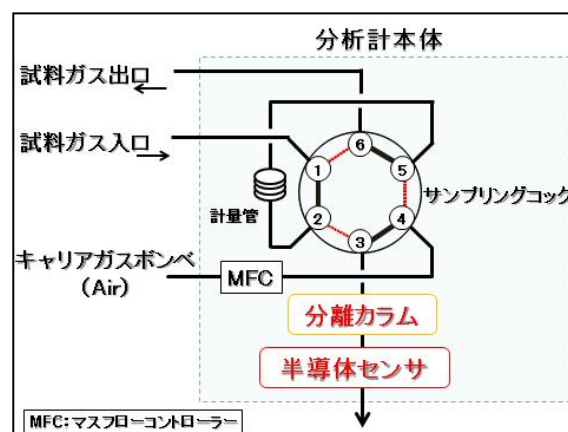 分析計本体
試料ガス出口
試料ガス入口
6
1
5
サンプリングコック
計量管
2
4
3
キャリアガスボンベ
(Air)
MFC
分離カラム
半導体センサ
MFC:マスフローコントローラー